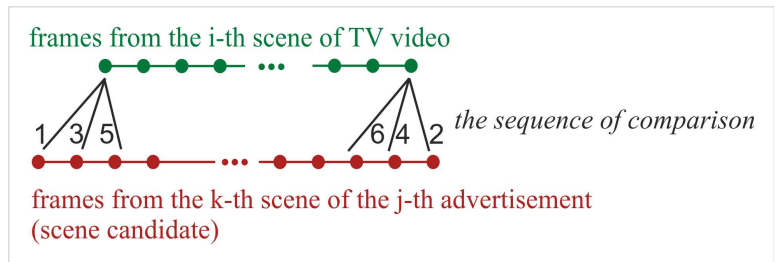 frames from the i-th scene of TV video
1 3 5 6 4 2 the sequence of comparison
frames from the k-th scene of the j-th advertisement
(scene candidate)